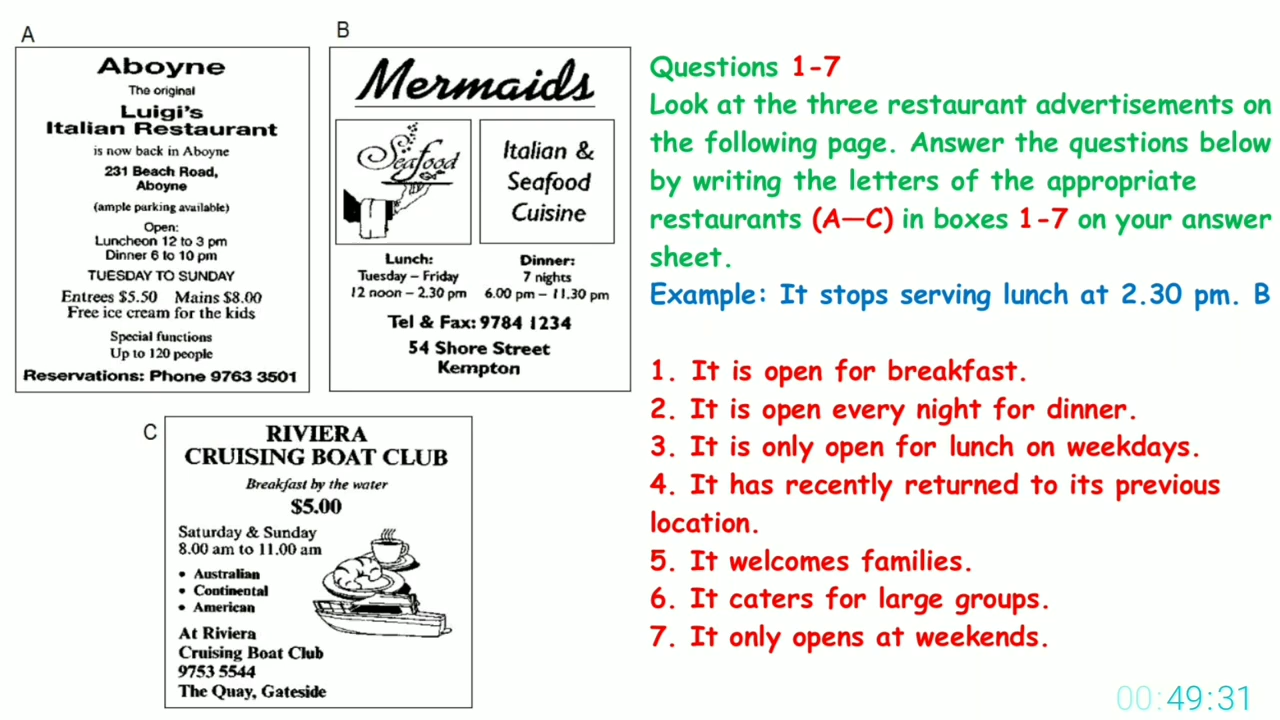 A
Aboyne
The original
Luigi's
Italian Restaurant
is now back in Aboyne
231 Beach Road,
Aboyne
(ample parking available)
Open:
Luncheon 12 to 3 pm
Dinner 6 to 10 pm
TUESDAY TO SUNDAY
Entrees $5.50 Mains $8.00
Free ice cream for the kids
Special functions
Up to 120 people
Reservations: Phone 9763 3501
B
Mermaids
Seafood
Italian &
Seafood
Cuisine
Lunch:
Tuesday – Friday
12 noon – 2.30 pm
Dinner:
7 nights
6.00 pm – 11.30 pm
Tel & Fax: 9784 1234
54 Shore Street
Kempton
C
RIVIERA
CRUISING BOAT CLUB
Breakfast by the water
$5.00
Saturday & Sunday
8.00 am to 11.00 am
• Australian
• Continental
• American
At Riviera
Cruising Boat Club
9753 5544
The Quay, Gateside
Questions 1-7
Look at the three restaurant advertisements on
the following page. Answer the questions below
by writing the letters of the appropriate
restaurants (A—C) in boxes 1-7 on your answer
sheet.
Example: It stops serving lunch at 2.30 pm. B
1. It is open for breakfast.
2. It is open every night for dinner.
3. It is only open for lunch on weekdays.
4. It has recently returned to its previous
location.
5. It welcomes families.
6. It caters for large groups.
7. It only opens at weekends.
00:49:31